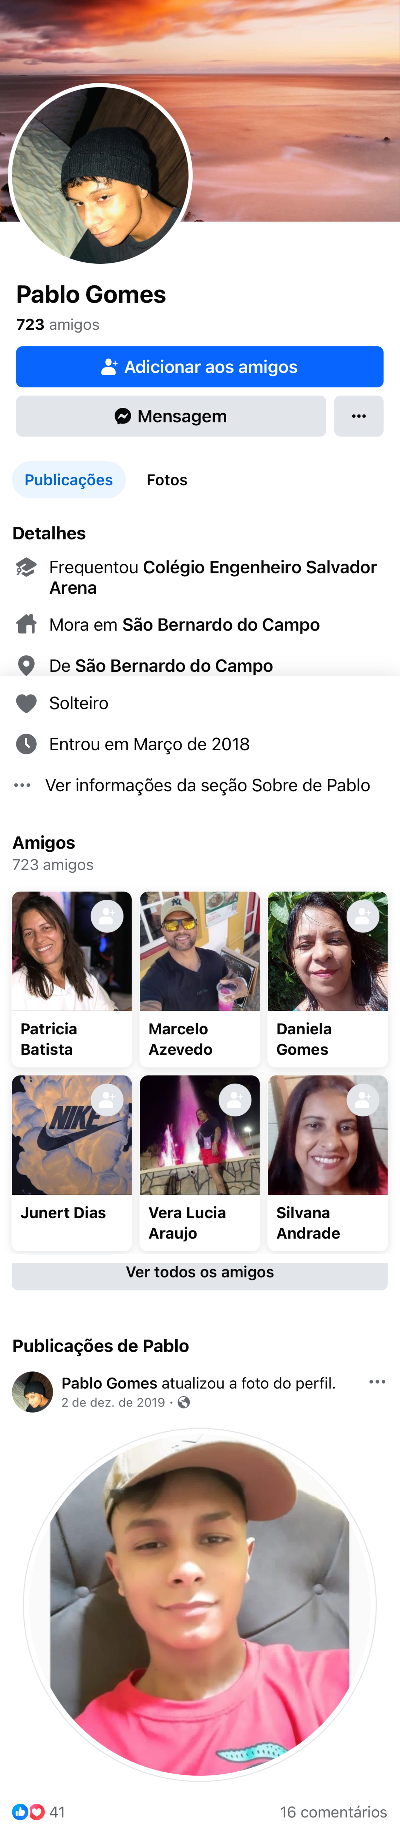 Pablo Gomes
723 amigos
Adicionar aos amigos
Mensagem
Publicações
Fotos
Detalhes
Frequentou Colégio Engenheiro Salvador
Arena
Mora em São Bernardo do Campo
De São Bernardo do Campo
Solteiro
Entrou em Março de 2018
Ver informações da seção Sobre de Pablo
Amigos
723 amigos
Patricia
Batista
Marcelo
Azevedo
Daniela
Gomes
NIKE
Junert Dias
Vera Lucia
Araujo
Silvana
Andrade
Ver todos os amigos
Publicações de Pablo
Pablo Gomes atualizou a foto do perfil.
2 de dez. de 2019 ·
41
16 comentários